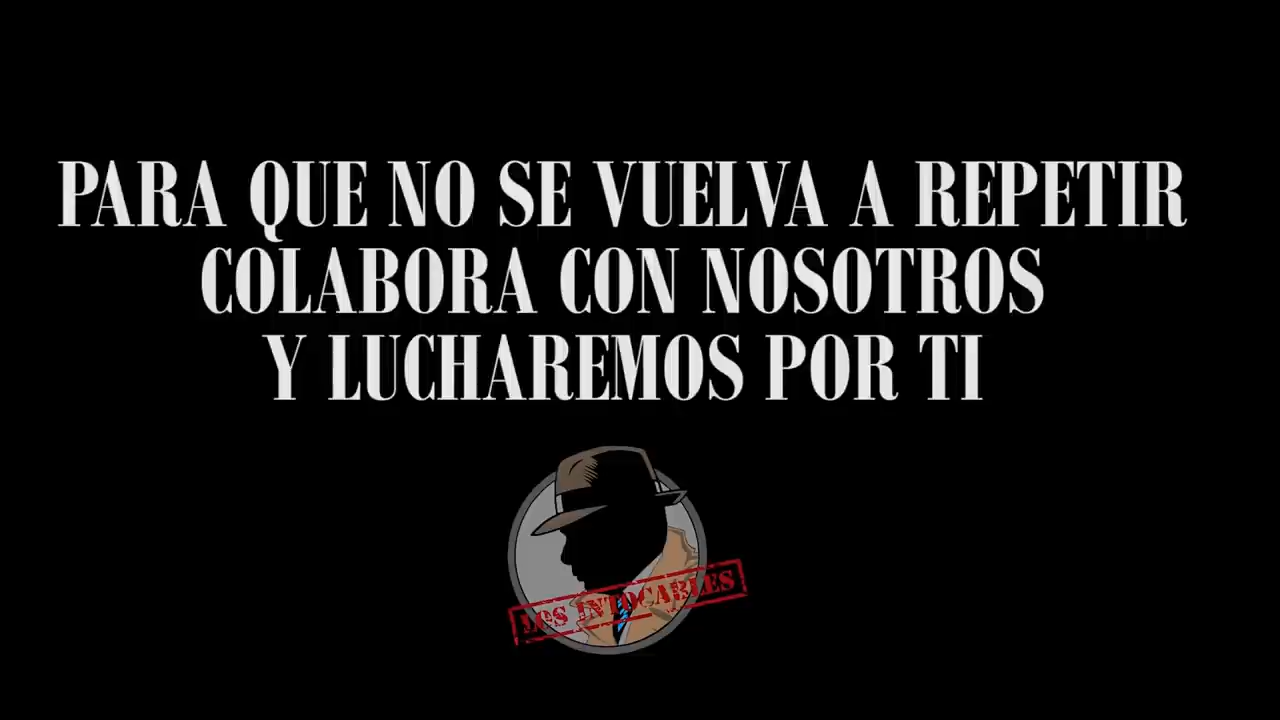 PARA QUE NO SE VUELVA A REPETIR
COLABORA CON NOSOTROS
Y LUCHAREMOS POR TI
LOS INTOCABLES